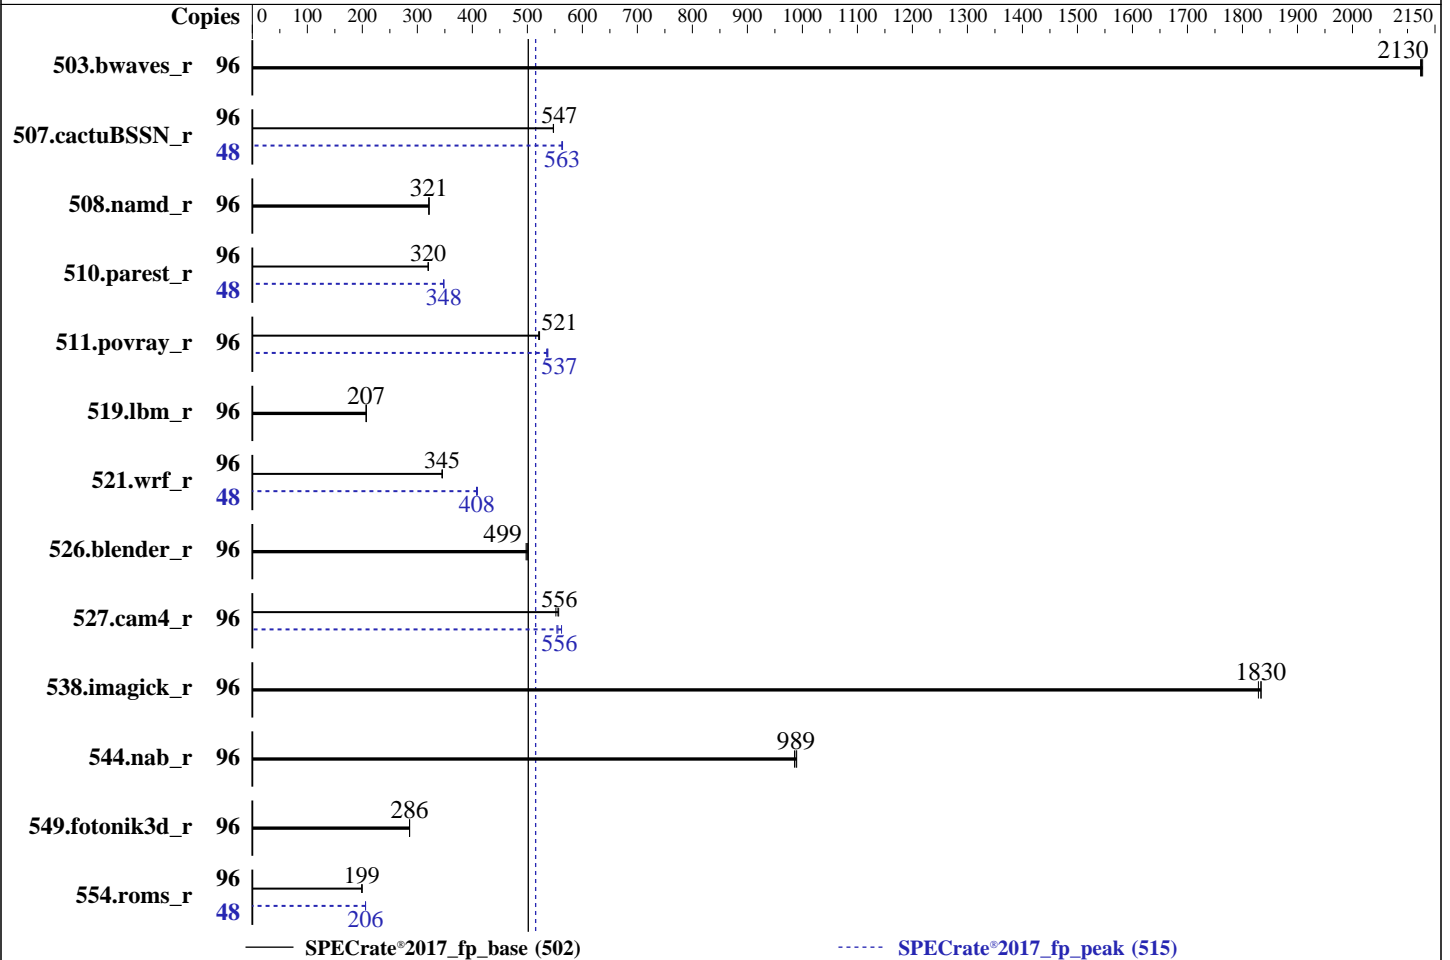 Copies 0 100 200 300 400 500 600 700 800 900 1000 1100 1200 1300 1400 1500 1600 1700 1800 1900 2000 2150
503.bwaves_r 96 2130
507.cactuBSSN_r 96 547
48 563
508.namd_r 96 321
510.parest_r 96 320
48 348
511.povray_r 96 521
537
519.lbm_r 96 207
521.wrf_r 96 345
48 408
526.blender_r 96 499
527.cam4_r 96 556
556
538.imagick_r 96 1830
544.nab_r 96 989
549.fotonik3d_r 96 286
554.roms_r 96 199
48 206
SPECrate®2017_fp_base (502) SPECrate®2017_fp_peak (515)